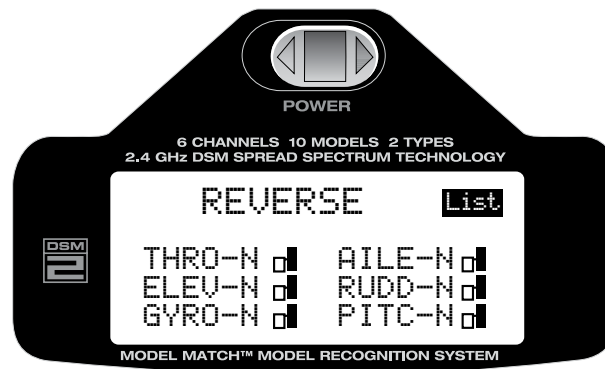 POWER
6 CHANNELS 10 MODELS 2 TYPES
2.4 GHz DSM SPREAD SPECTRUM TECHNOLOGY
REVERSE List
DSM
2
THRO-N AILE-N
ELEV-N RUDD-N
GYRO-N PITC-N
MODEL MATCH™ MODEL RECOGNITION SYSTEM